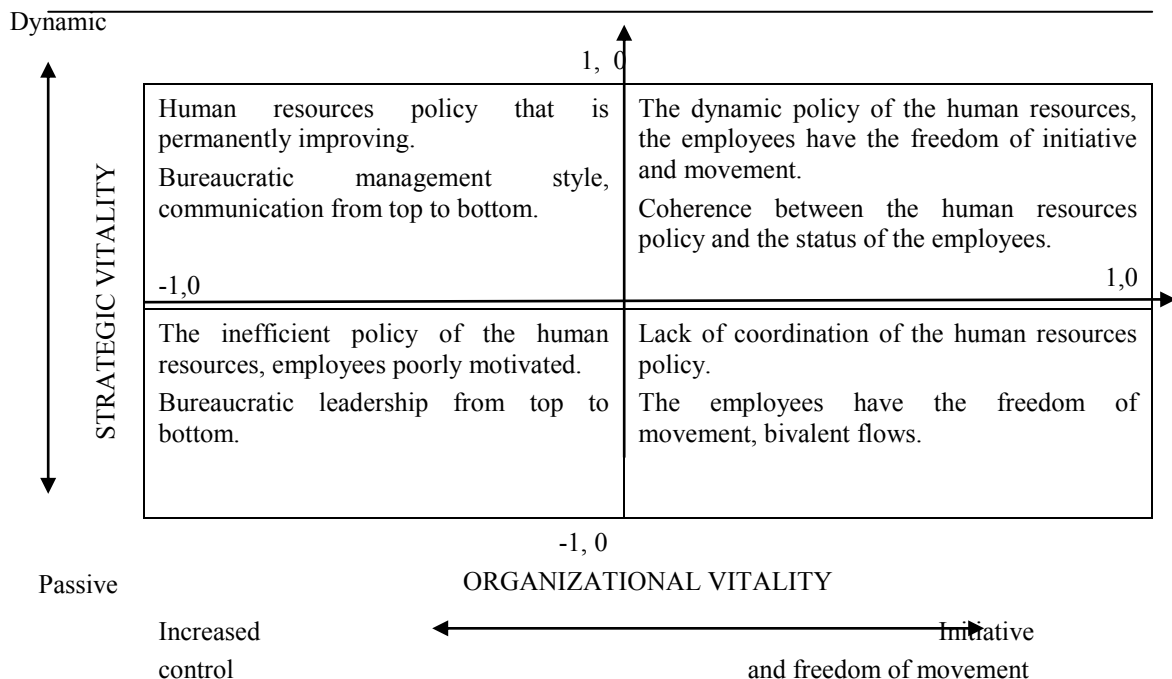 Dynamic
1, 0
Human resources policy that is
permanently improving.
Bureaucratic management style,
communication from top to bottom.
The dynamic policy of the human resources,
the employees have the freedom of initiative
and movement.
Coherence between the human resources
policy and the status of the employees.
-1,0
1,0
STRATEGIC VITALITY
The inefficient policy of the human
resources, employees poorly motivated.
Bureaucratic leadership from top to
bottom.
Lack of coordination of the human resources
policy.
The employees have the freedom of
movement, bivalent flows.
-1, 0
Passive
ORGANIZATIONAL VITALITY
Increased
control
Initiative
and freedom of movement